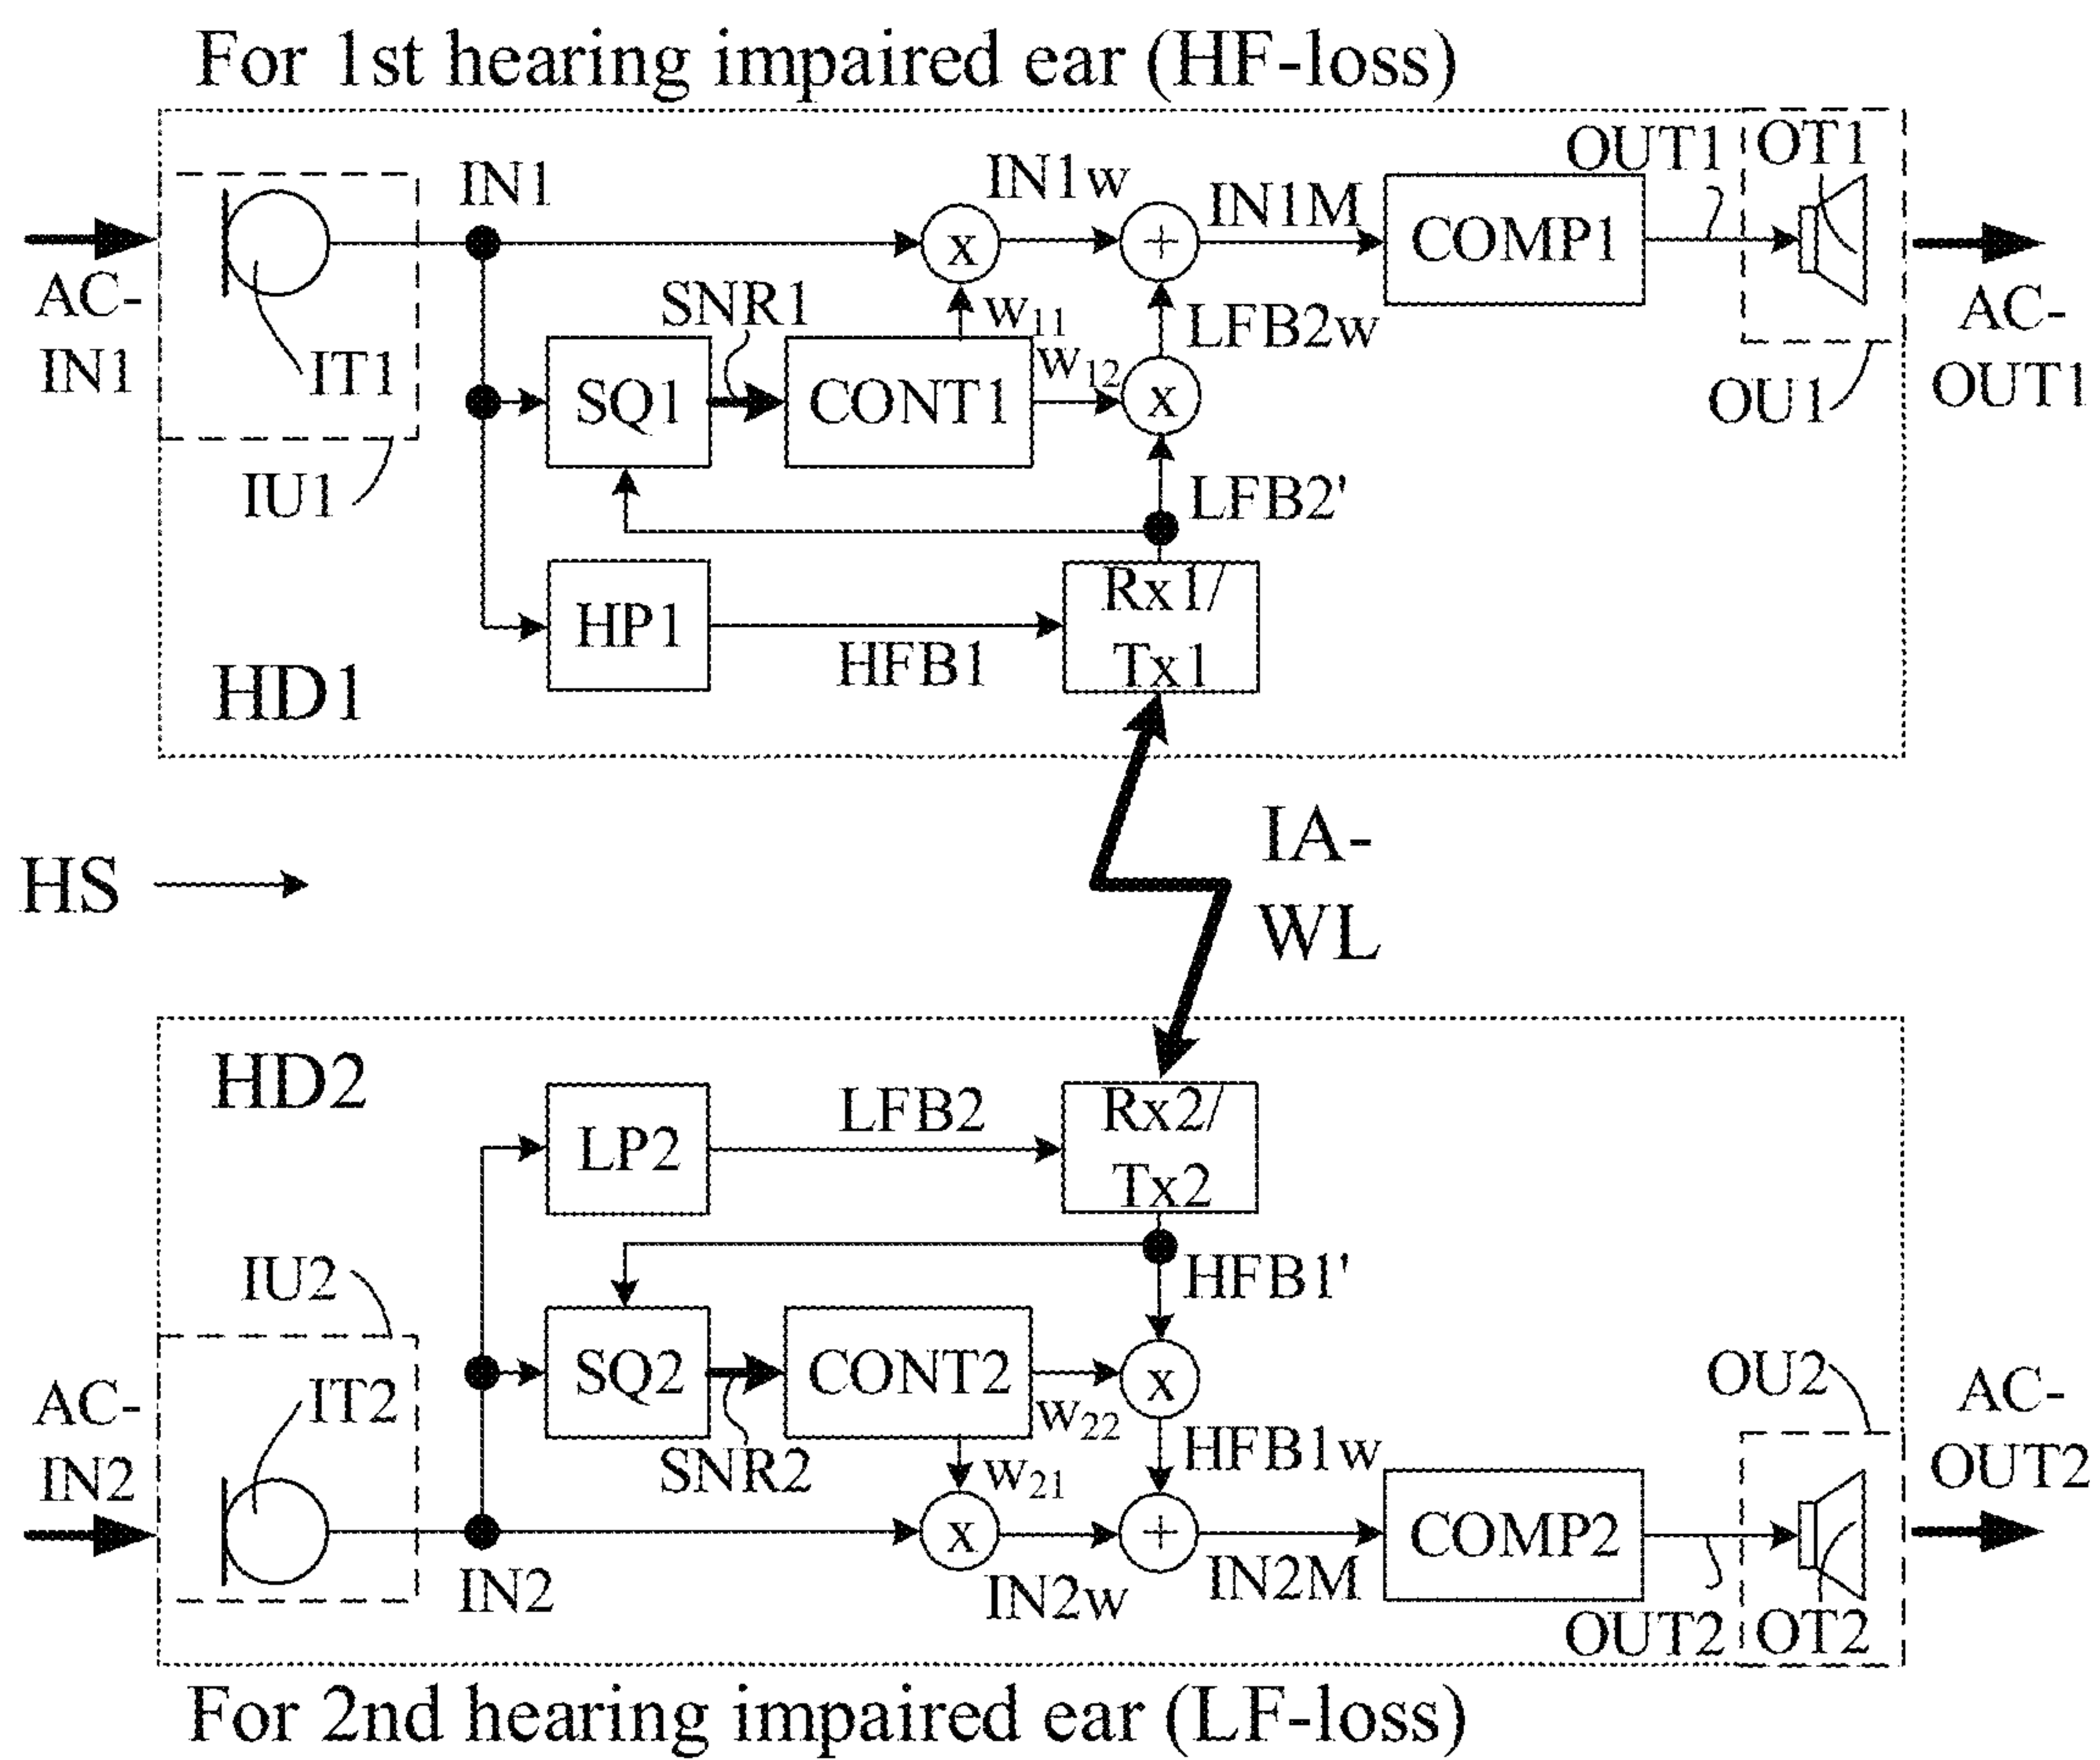 For 1st hearing impaired ear (HF-loss)
OUT1
OT1
IN1
IN1w
IN1M
COMP1
x
+
AC-
IN1
IT1
SNR1
w11
LFB2w
w12
SQ1
CONT1
x
AC-
OUT1
OU1
IU1
LFB2'
HP1
HFB1
Rx1/
Tx1
HD1
IA-
WL
HS
HD2
LP2
LFB2
Rx2/
Tx2
IU2
HFB1'
SQ2
CONT2
x
w22
OU2
AC-
IN2
IT2
SNR2
w21
HFB1w
AC-
OUT2
x
+
COMP2
IN2
IN2w
IN2M
OUT2
OT2
For 2nd hearing impaired ear (LF-loss)